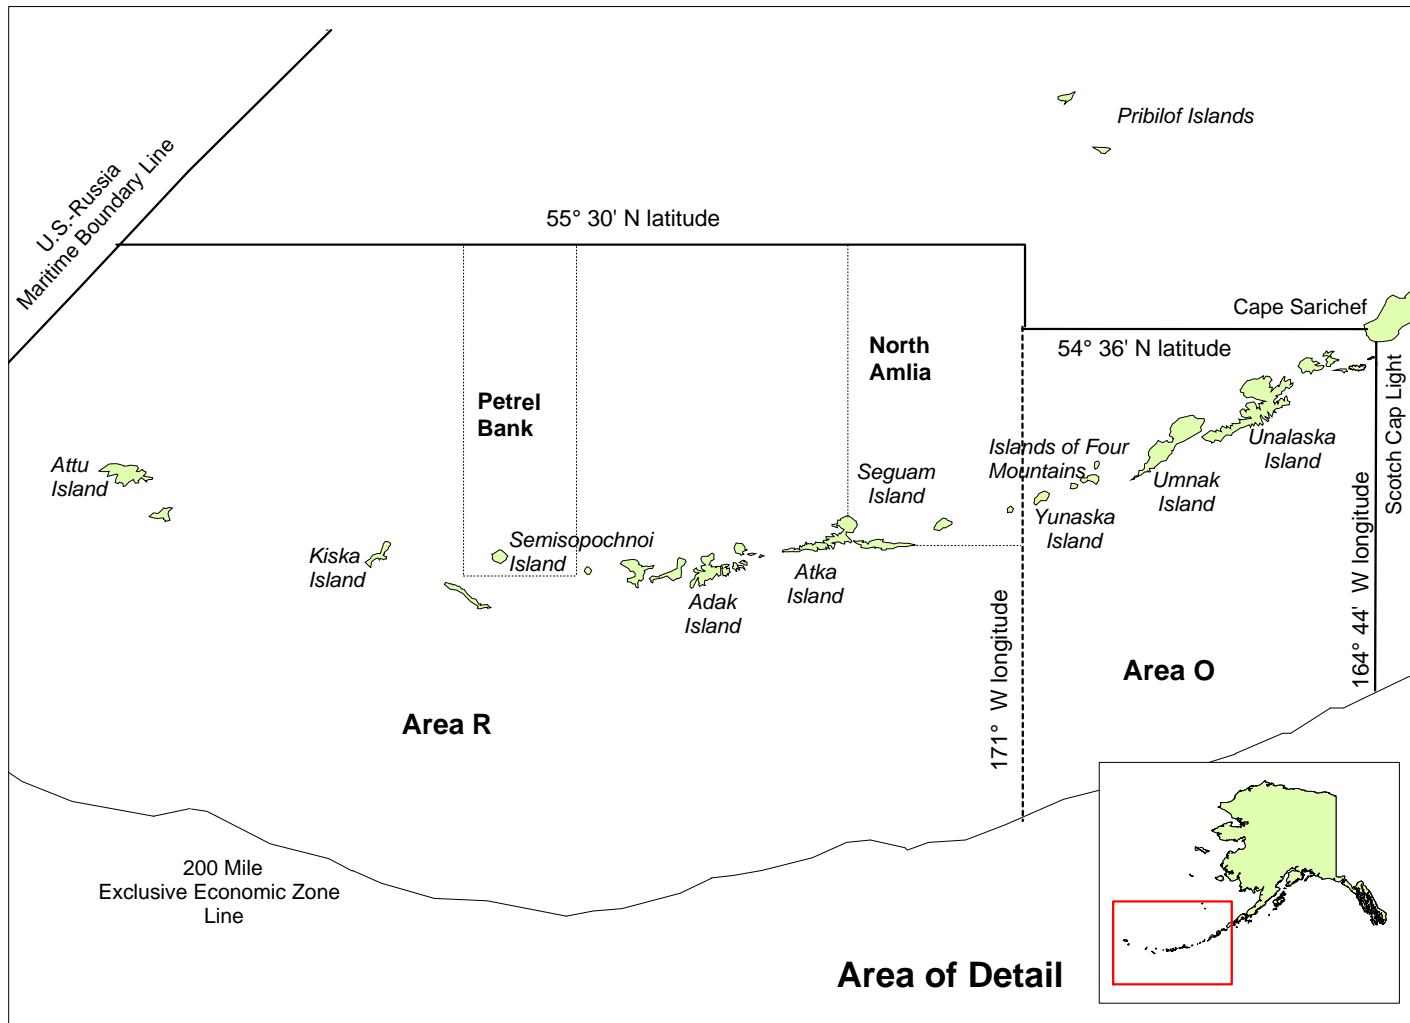 Pribilof Islands
U.S.-Russia
Maritime Boundary Line
55° 30' N latitude
Cape Sarichef
54° 36' N latitude
North
Amlia
Petrel
Bank
Scotch Cap Light
Attu
Island
Seguam
Island
Islands of Four
Mountains
Unalaska
Island
Umnak
Island
Yunaska
Island
Kiska
Island
Semisopochnoi
Island
Adak
Island
Atka
Island
171° W longitude
164° 44' W longitude
Area O
Area R
200 Mile
Exclusive Economic Zone
Line
Area of Detail